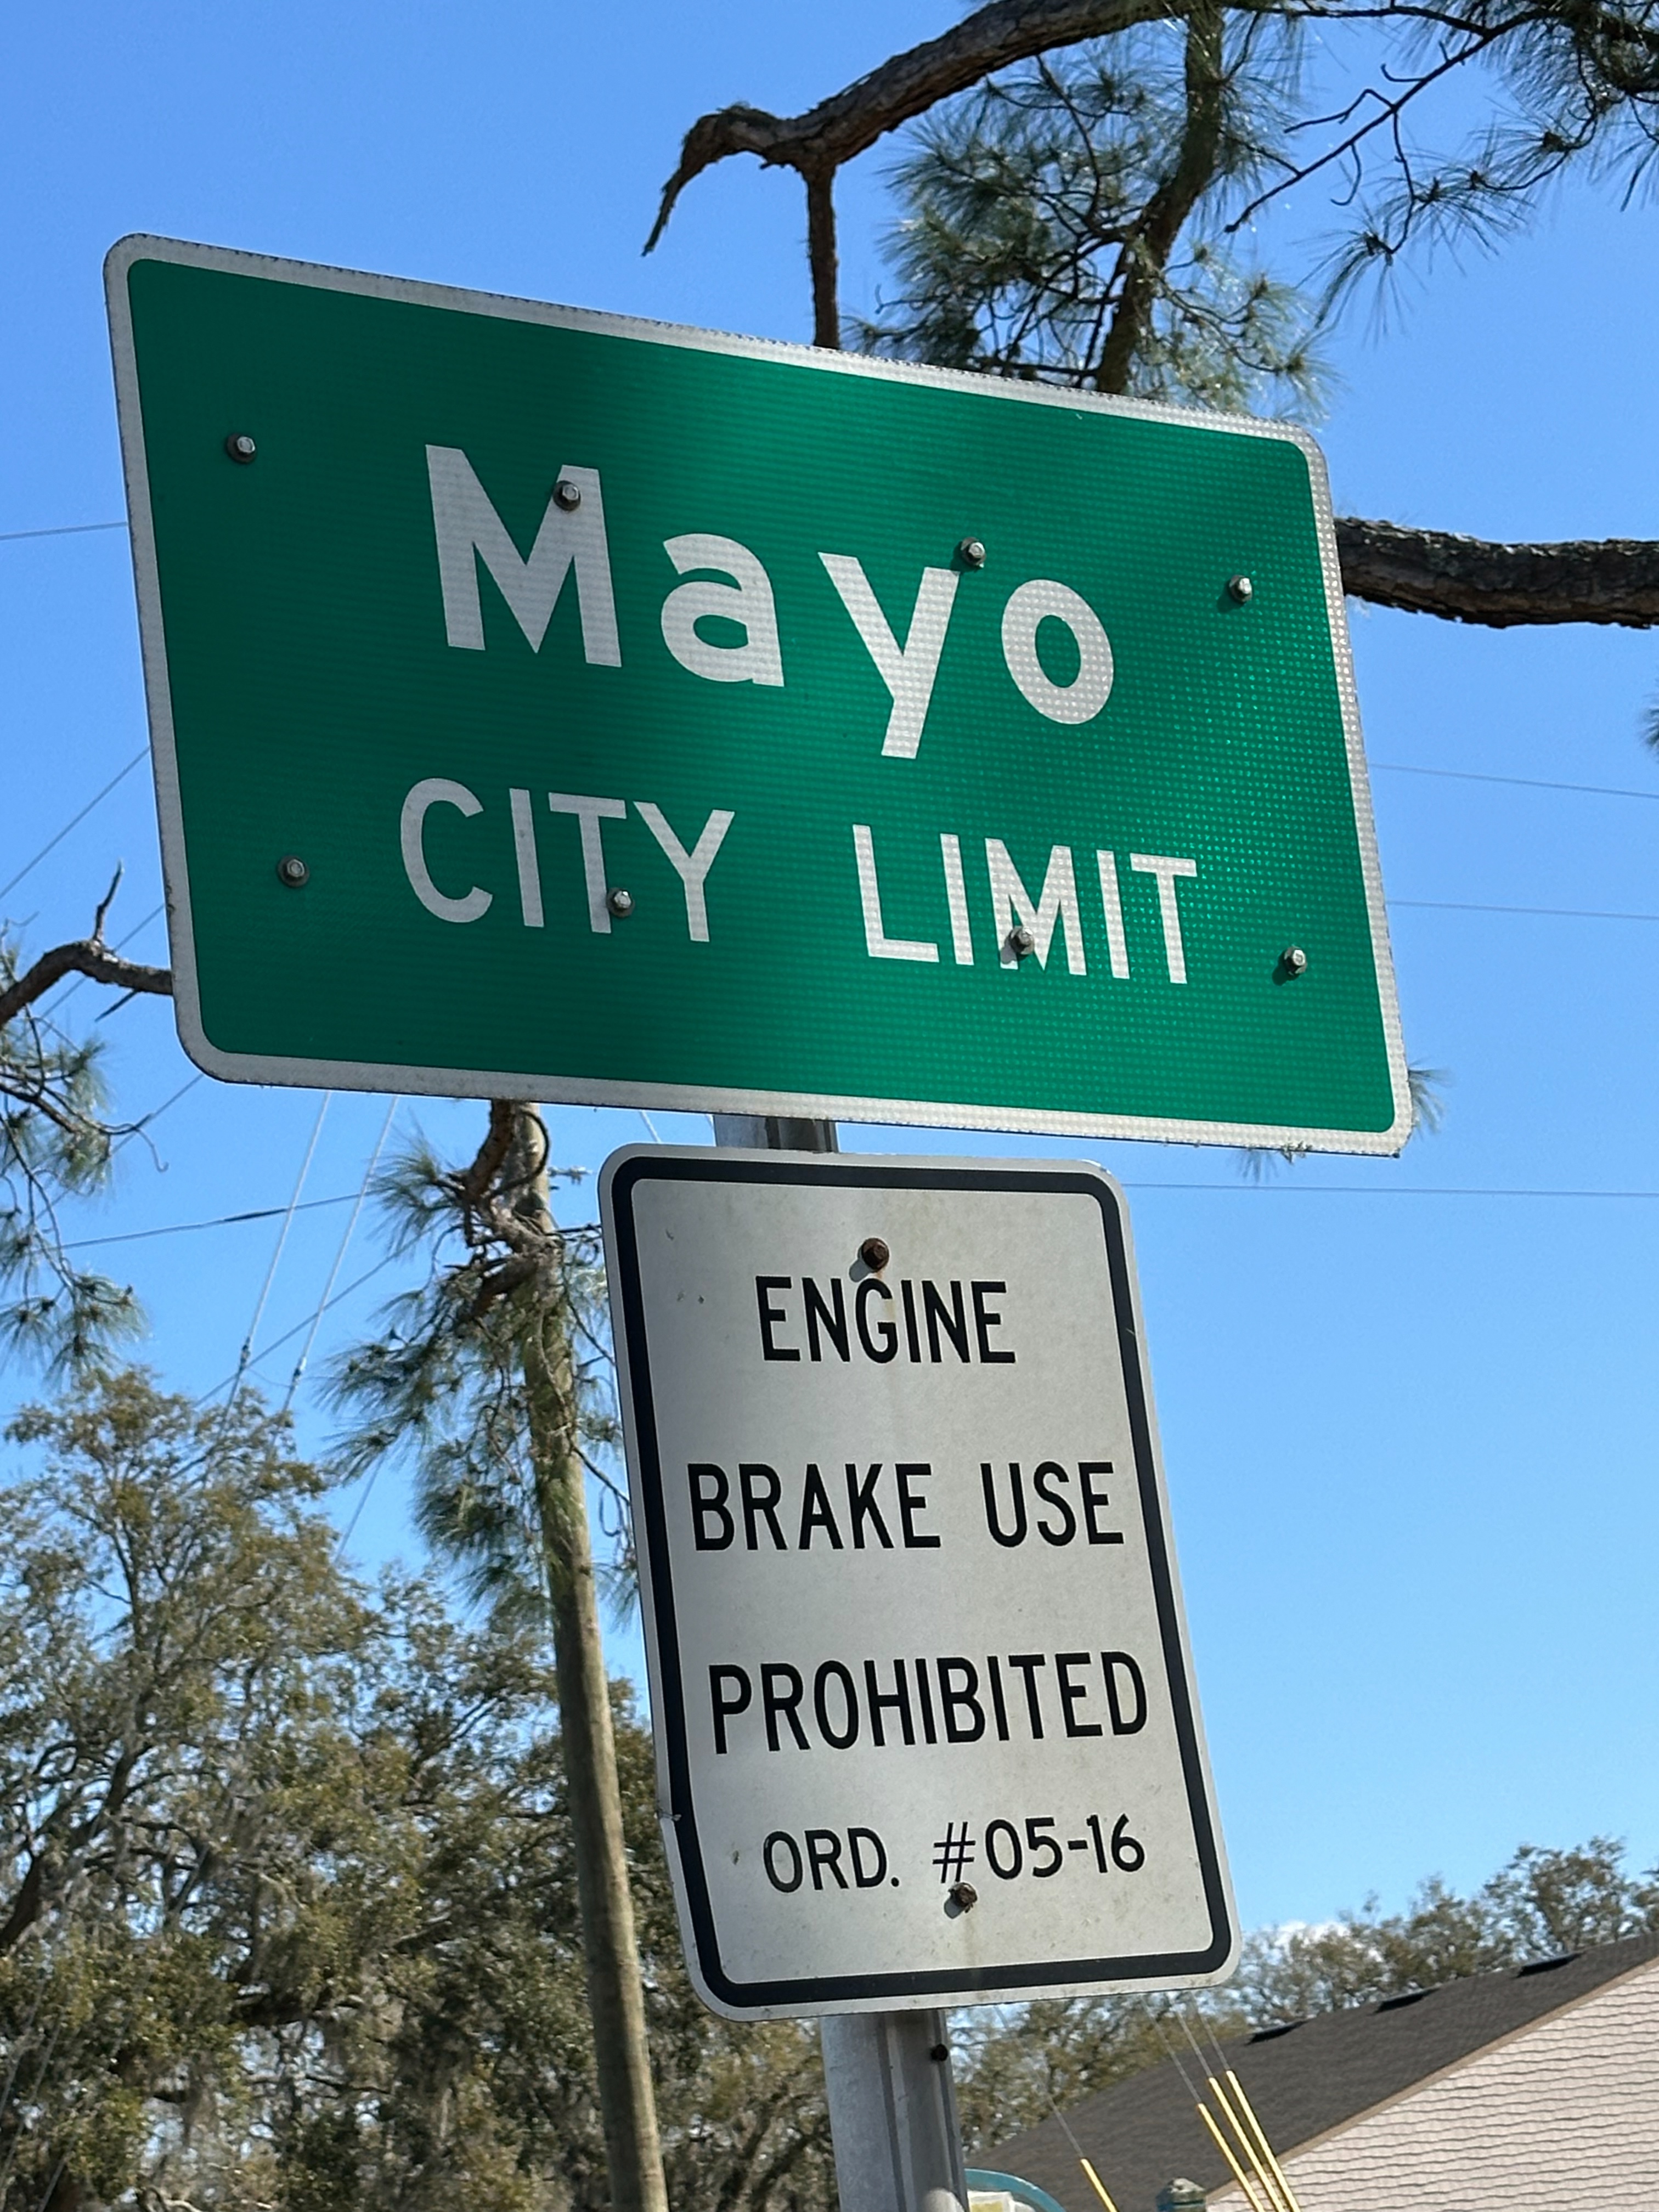 Mayo
CITY LIMIT
ENGINE
BRAKE USE
PROHIBITED
ORD. #05-16